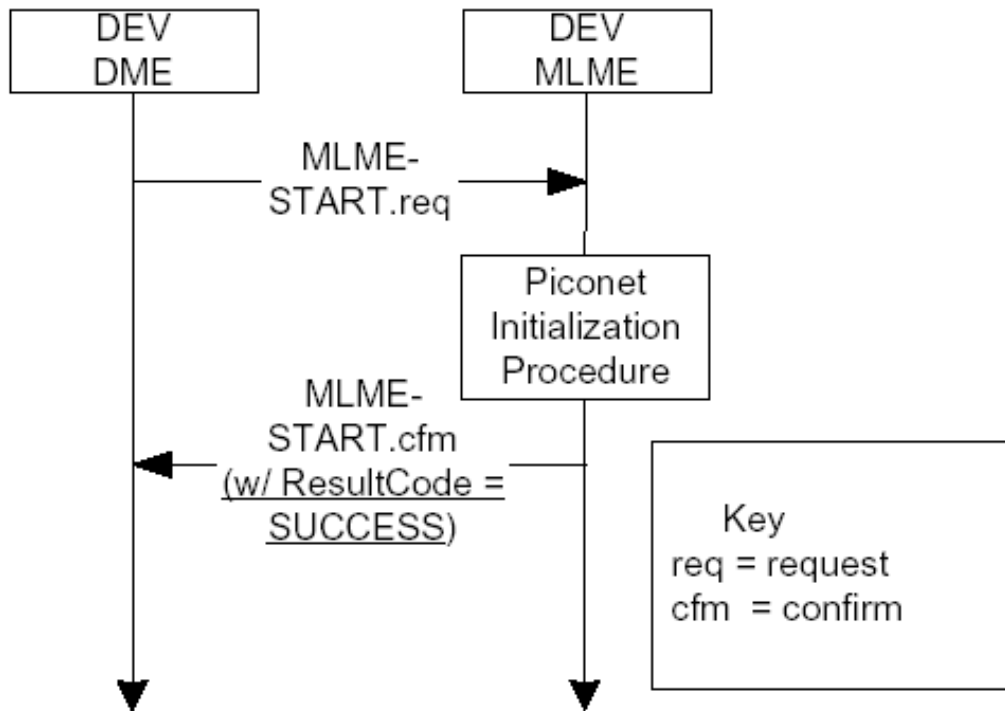 DEV
DME
DEV
MLME
MLME-
START.req
Piconet
Initialization
Procedure
MLME-
START.cfm
(w/ ResultCode =
SUCCESS)
Key
req = request
cfm = confirm